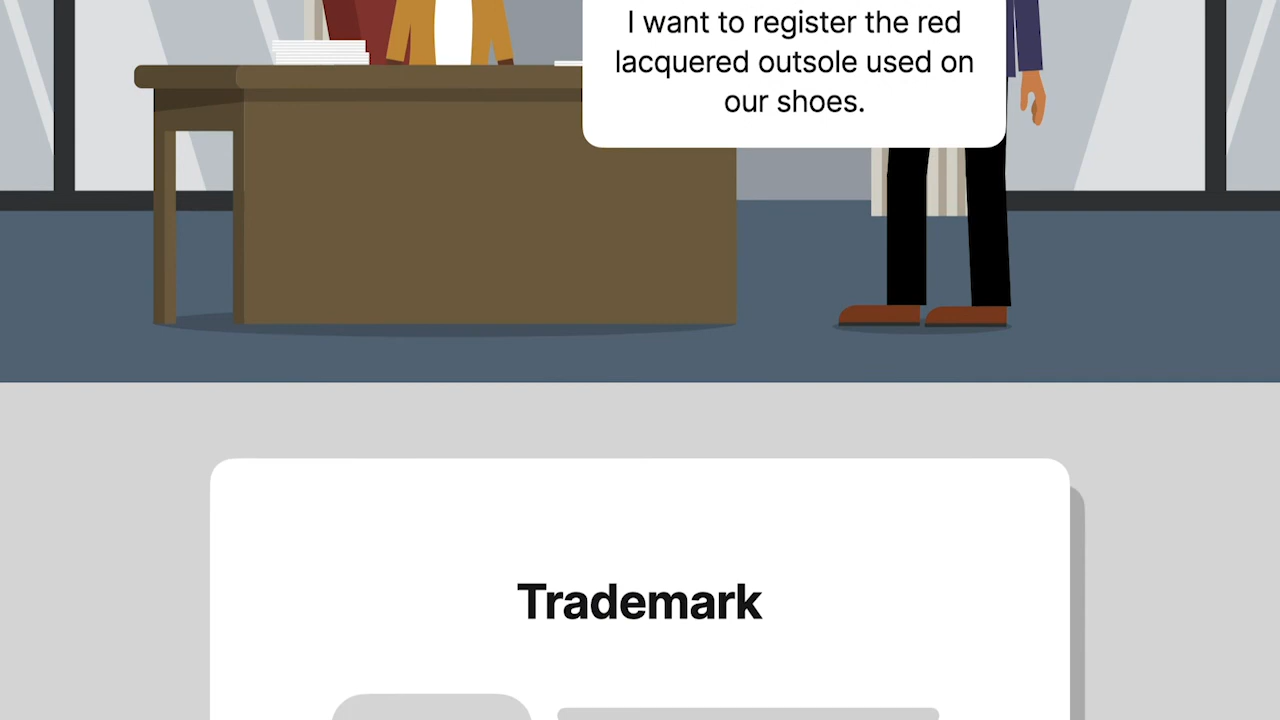 I want to register the red
lacquered outsole used on
our shoes.
Trademark